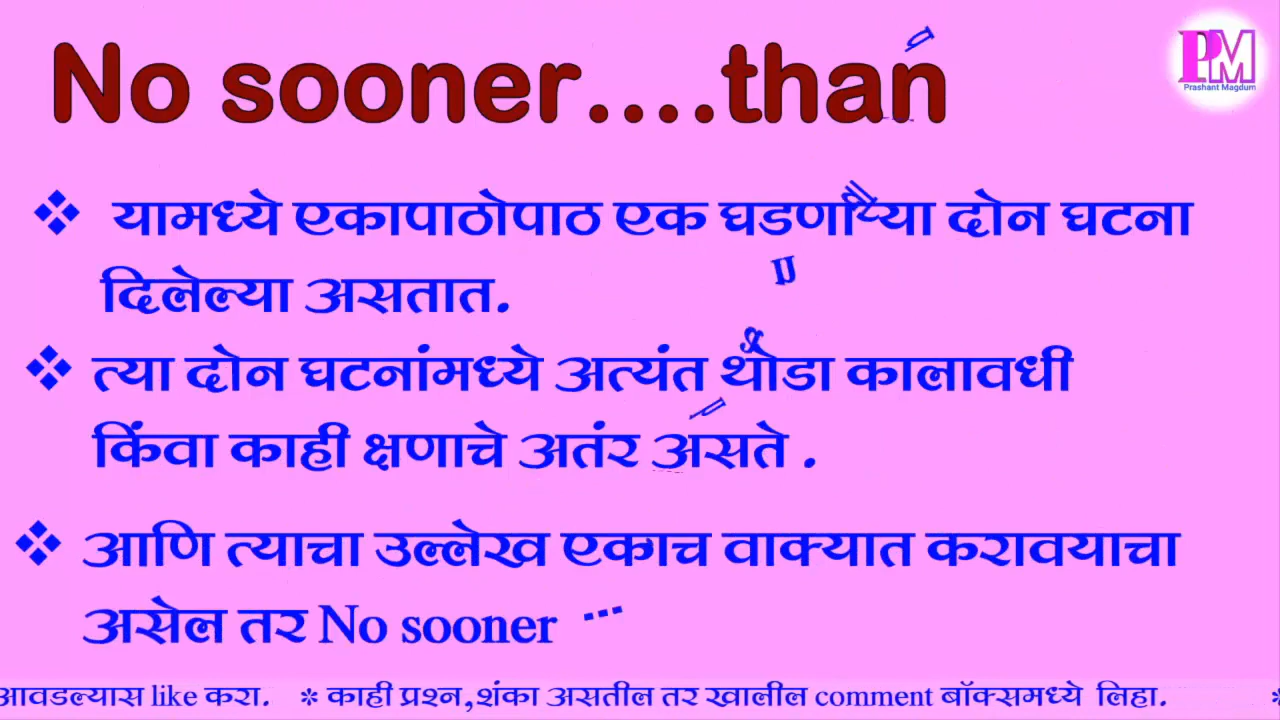 No sooner....than
PM
Prashant Magdum
❖ यामध्ये एकापाठोपाठ एक घडणाऱ्या दोन घटना
दिलेल्या असतात.
❖ त्या दोन घटनांमध्ये अत्यंत थोडा कालावधी
किंवा काही क्षणाचे अतंर असते .
❖ आणि त्याचा उल्लेख एकाच वाक्यात करावयाचा
असेल तर No sooner ...
आवडल्यास like करा. * काही प्रश्न,शंका असतील तर खालील comment बॉक्समध्ये लिहा. *